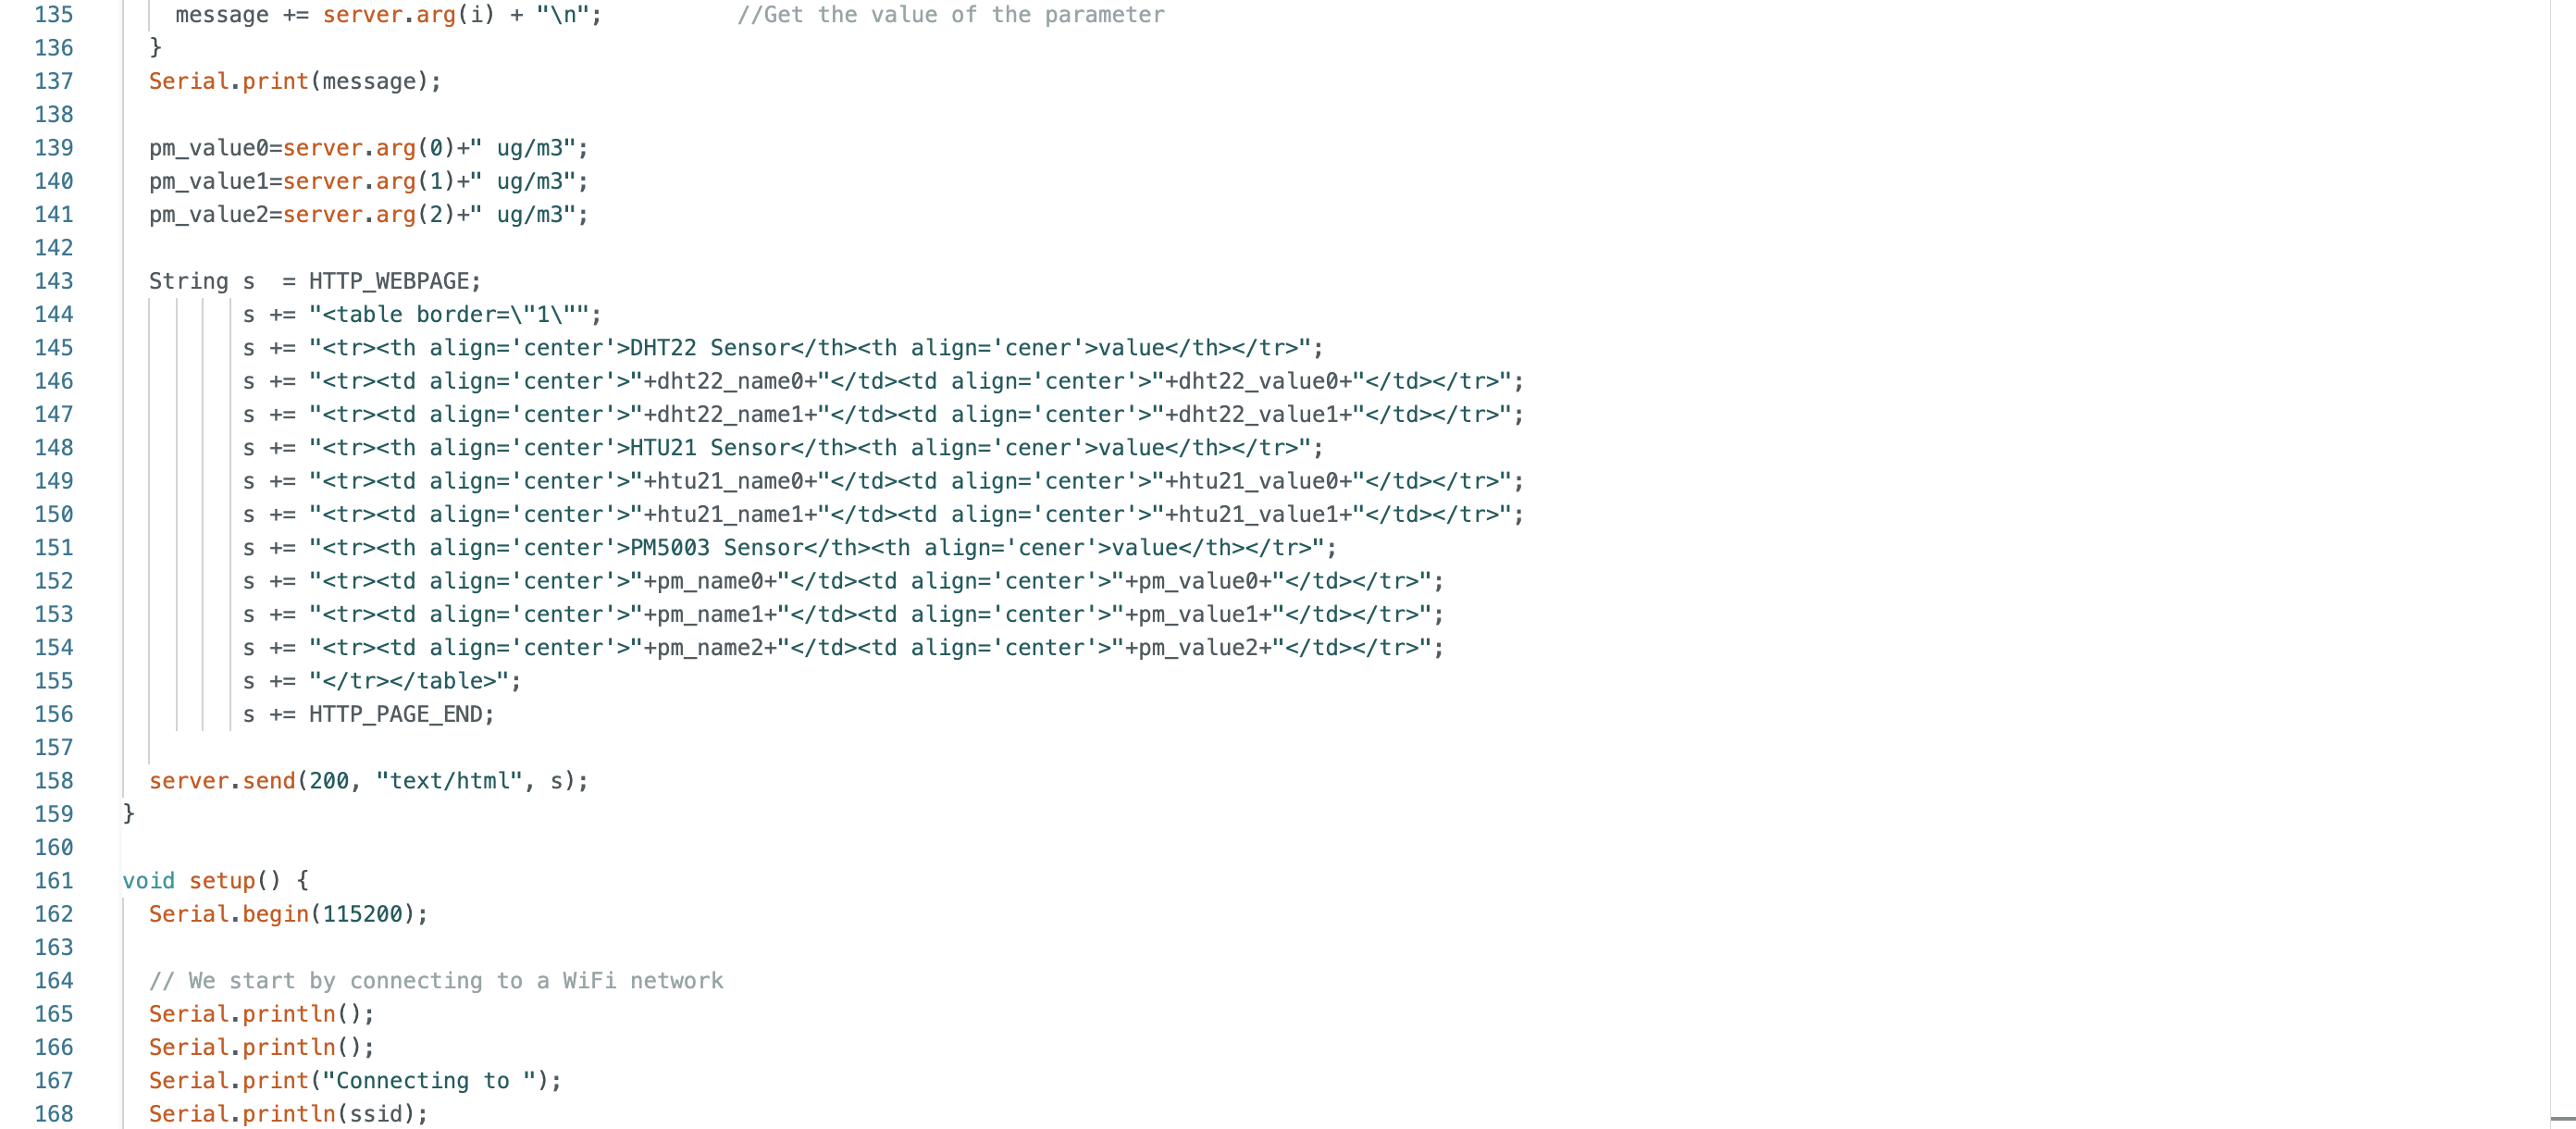 135 message += server.arg(i) + "\n"; //Get the value of the parameter
136 }
137 Serial.print(message);
138
139 pm_value0=server.arg(0)+" ug/m3";
140 pm_value1=server.arg(1)+" ug/m3";
141 pm_value2=server.arg(2)+" ug/m3";
142
143 String s  = HTTP_WEBPAGE;
144 s += "<table border=\"1\"";
145 s += "<tr><th align='center'>DHT22 Sensor</th><th align='cener'>value</th></tr>";
146 s += "<tr><td align='center'>"+dht22_name0+"</td><td align='center'>"+dht22_value0+"</td></tr>";
147 s += "<tr><td align='center'>"+dht22_name1+"</td><td align='center'>"+dht22_value1+"</td></tr>";
148 s += "<tr><th align='center'>HTU21 Sensor</th><th align='cener'>value</th></tr>";
149 s += "<tr><td align='center'>"+htu21_name0+"</td><td align='center'>"+htu21_value0+"</td></tr>";
150 s += "<tr><td align='center'>"+htu21_name1+"</td><td align='center'>"+htu21_value1+"</td></tr>";
151 s += "<tr><th align='center'>PM5003 Sensor</th><th align='cener'>value</th></tr>";
152 s += "<tr><td align='center'>"+pm_name0+"</td><td align='center'>"+pm_value0+"</td></tr>";
153 s += "<tr><td align='center'>"+pm_name1+"</td><td align='center'>"+pm_value1+"</td></tr>";
154 s += "<tr><td align='center'>"+pm_name2+"</td><td align='center'>"+pm_value2+"</td></tr>";
155 s += "</tr></table>";
156 s += HTTP_PAGE_END;
157
158 server.send(200, "text/html", s);
159 }
160
161 void setup() {
162 Serial.begin(115200);
163
164 // We start by connecting to a WiFi network
165 Serial.println();
166 Serial.println();
167 Serial.print("Connecting to ");
168 Serial.println(ssid);